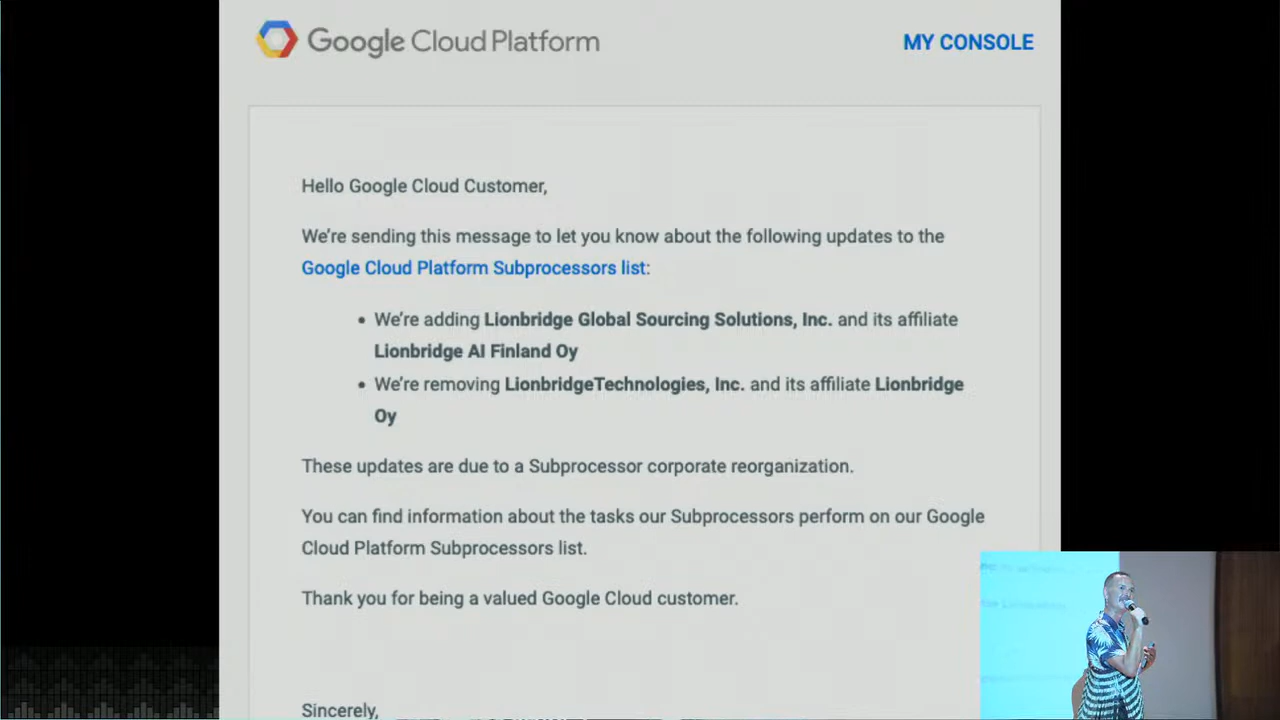 Google Cloud Platform
MY CONSOLE
Hello Google Cloud Customer,
We're sending this message to let you know about the following updates to the
Google Cloud Platform Subprocessors list:
• We're adding Lionbridge Global Sourcing Solutions, Inc. and its affiliate
Lionbridge AI Finland Oy
• We're removing LionbridgeTechnologies, Inc. and its affiliate Lionbridge
Oy
These updates are due to a Subprocessor corporate reorganization.
You can find information about the tasks our Subprocessors perform on our Google
Cloud Platform Subprocessors list.
Thank you for being a valued Google Cloud customer.
Sincerely,